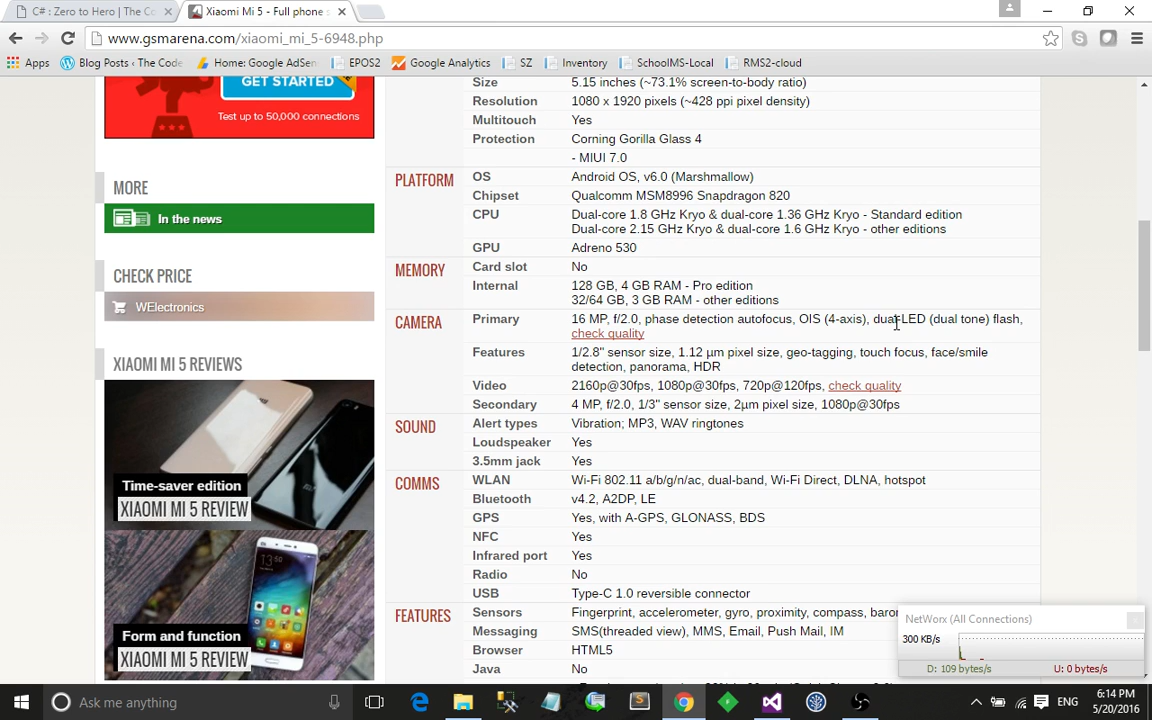 C# : Zero to Hero | The Co
Xiaomi Mi 5 - Full phone s
www.gsmarena.com/xiaomi_mi_5-6948.php
Apps
Blog Posts ‹ The Code
Home: Google AdSen
EPOS2
Google Analytics
SZ
Inventory
SchoolMS-Local
RMS2-cloud
GET STARTED
Test up to 50,000 connections
MORE
In the news
CHECK PRICE
WElectronics
XIAOMI MI 5 REVIEWS
Time-saver edition
XIAOMI MI 5 REVIEW
Form and function
XIAOMI MI 5 REVIEW
Size 5.15 inches (~73.1% screen-to-body ratio)
Resolution 1080 x 1920 pixels (~428 ppi pixel density)
Multitouch Yes
Protection Corning Gorilla Glass 4
- MIUI 7.0
PLATFORM OS Android OS, v6.0 (Marshmallow)
Chipset Qualcomm MSM8996 Snapdragon 820
CPU Dual-core 1.8 GHz Kryo & dual-core 1.36 GHz Kryo - Standard edition
Dual-core 2.15 GHz Kryo & dual-core 1.6 GHz Kryo - other editions
GPU Adreno 530
MEMORY Card slot No
Internal 128 GB, 4 GB RAM - Pro edition
32/64 GB, 3 GB RAM - other editions
CAMERA Primary 16 MP, f/2.0, phase detection autofocus, OIS (4-axis), dual-LED (dual tone) flash,
check quality
Features 1/2.8" sensor size, 1.12 µm pixel size, geo-tagging, touch focus, face/smile
detection, panorama, HDR
Video 2160p@30fps, 1080p@30fps, 720p@120fps, check quality
Secondary 4 MP, f/2.0, 1/3" sensor size, 2µm pixel size, 1080p@30fps
SOUND Alert types Vibration; MP3, WAV ringtones
Loudspeaker Yes
3.5mm jack Yes
COMMS WLAN Wi-Fi 802.11 a/b/g/n/ac, dual-band, Wi-Fi Direct, DLNA, hotspot
Bluetooth v4.2, A2DP, LE
GPS Yes, with A-GPS, GLONASS, BDS
NFC Yes
Infrared port Yes
Radio No
USB Type-C 1.0 reversible connector
FEATURES Sensors Fingerprint, accelerometer, gyro, proximity, compass, baror
Messaging SMS(threaded view), MMS, Email, Push Mail, IM
Browser HTML5
Java No
NetWorx (All Connections)
300 KB/s
D: 109 bytes/s U: 0 bytes/s
Ask me anything
ENG
6:14 PM
5/20/2016